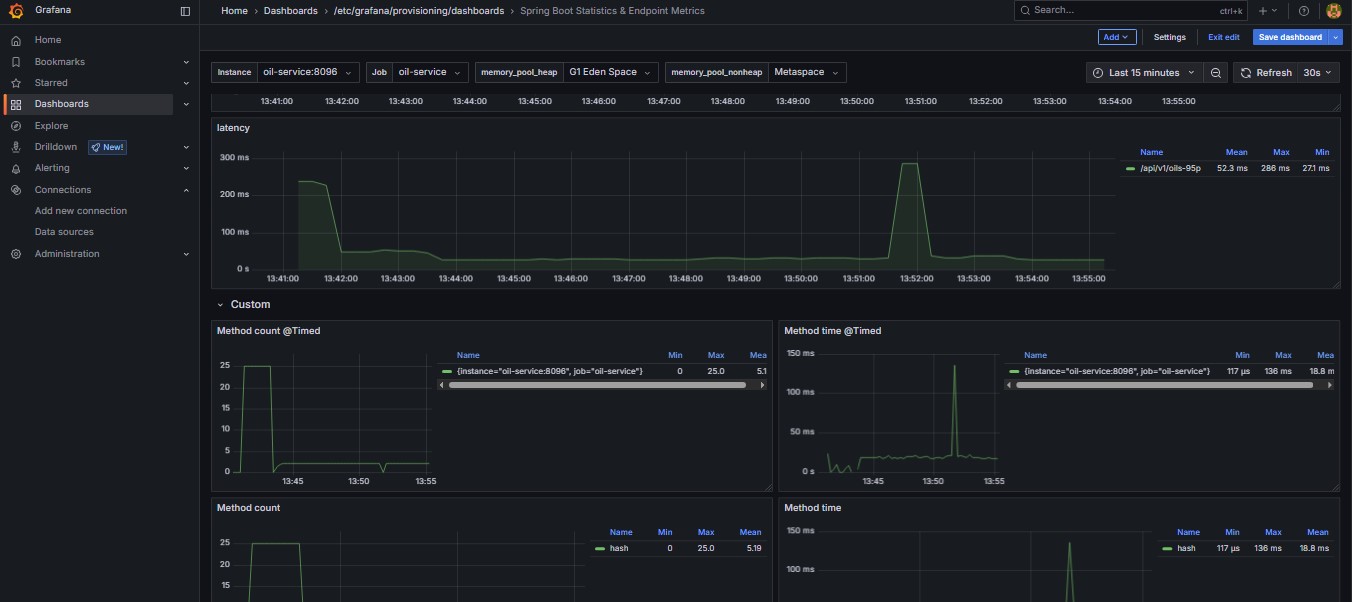 Grafana
Home
Bookmarks
Starred
Dashboards
Explore
Drilldown New!
Alerting
Connections
Add new connection
Data sources
Administration
Home › Dashboards › /etc/grafana/provisioning/dashboards › Spring Boot Statistics & Endpoint Metrics
Search... ctrl+k
Add Settings Exit edit Save dashboard
Instance oil-service:8096 Job oil-service memory_pool_heap G1 Eden Space memory_pool_nonheap Metaspace Last 15 minutes Refresh 30s
13:41:00 13:42:00 13:43:00 13:44:00 13:45:00 13:46:00 13:47:00 13:48:00 13:49:00 13:50:00 13:51:00 13:52:00 13:53:00 13:54:00 13:55:00
latency
300 ms
200 ms
100 ms
0 s
13:41:00 13:42:00 13:43:00 13:44:00 13:45:00 13:46:00 13:47:00 13:48:00 13:49:00 13:50:00 13:51:00 13:52:00 13:53:00 13:54:00 13:55:00
Name Mean Max Min
/api/v1/oils-95p 52.3 ms 286 ms 27.1 ms
Custom
Method count @Timed
25
20
15
10
5
0
13:45 13:50 13:55
Name Min Max Mea
{instance="oil-service:8096", job="oil-service"} 0 25.0 5.1
Method time @Timed
150 ms
100 ms
50 ms
0 s
13:45 13:50 13:55
Name Min Max Mea
{instance="oil-service:8096", job="oil-service"} 117 µs 136 ms 18.8 m
Method count
25
20
15
Name Min Max Mean
hash 0 25.0 5.19
Method time
150 ms
100 ms
Name Min Max Mean
hash 117 µs 136 ms 18.8 ms